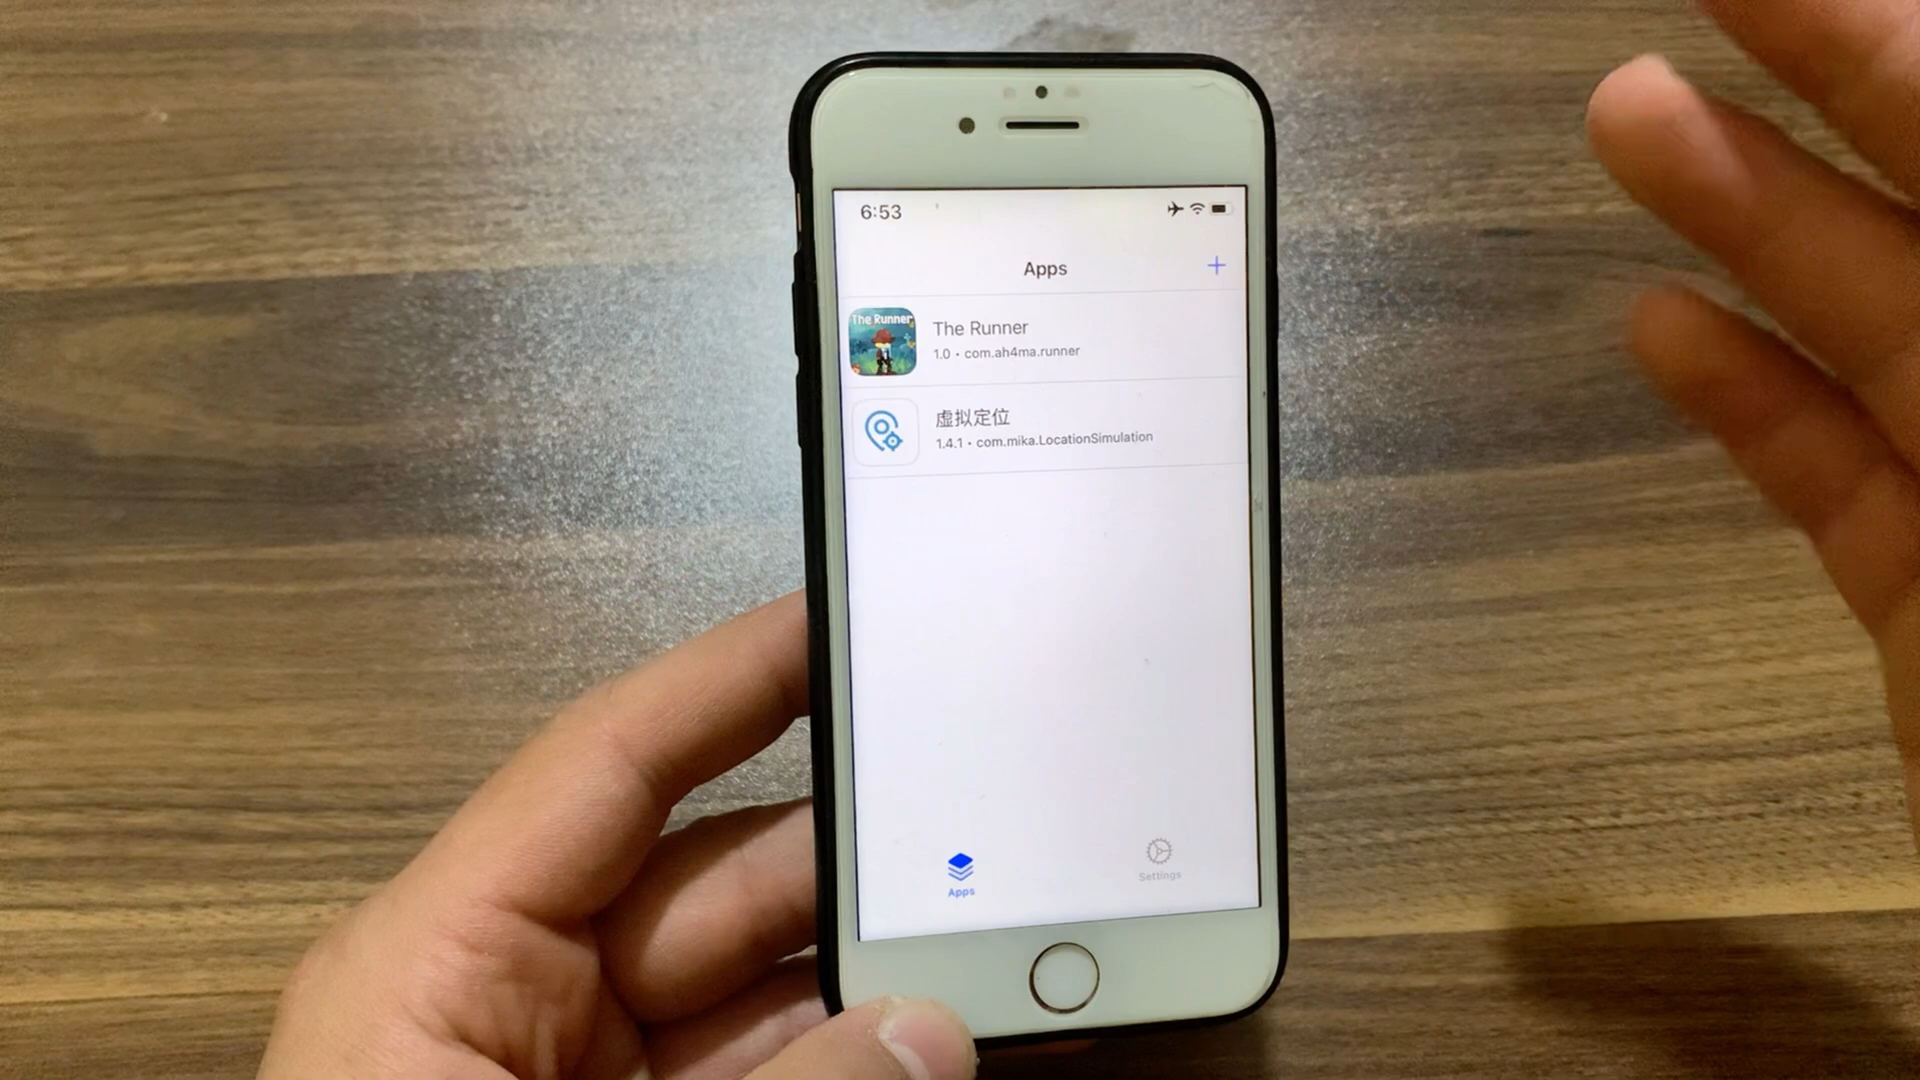 6:53
Apps
The Runner
The Runner
1.0 • com.ah4ma.runner
虚拟定位
1.4.1 • com.mika.LocationSimulation
Apps
Settings